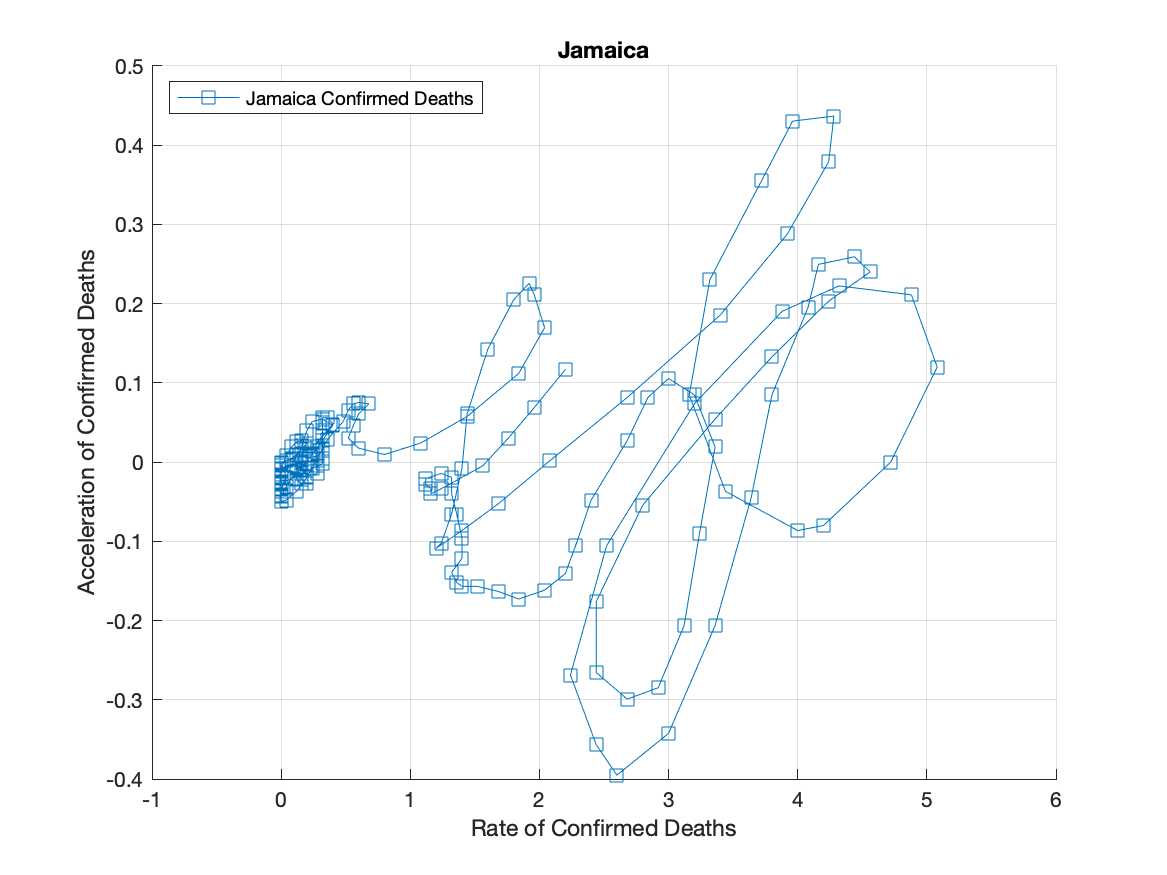 Jamaica
Jamaica Confirmed Deaths
Acceleration of Confirmed Deaths
0.5
0.4
0.3
0.2
0.1
0
-0.1
-0.2
-0.3
-0.4
-1 0 1 2 3 4 5 6
Rate of Confirmed Deaths